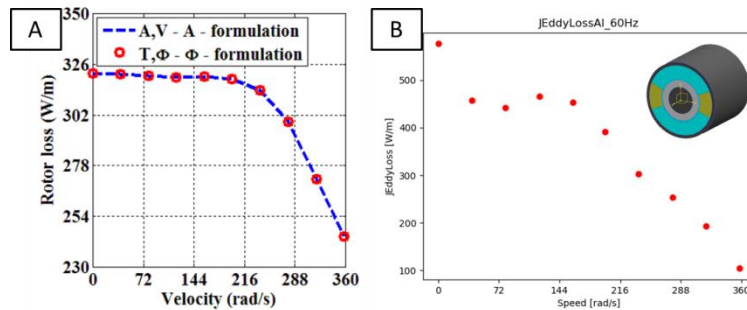 A
350
326
302
278
254
230
Rotor loss (W/m)
A,V - A - formulation
T,Φ - Φ - formulation
0 72 144 216 288 360
Velocity (rad/s)
B
JEddyLossAl_60Hz
500
400
300
200
100
JEddyLoss [W/m]
0 72 144 216 288 360
Speed [rad/s]